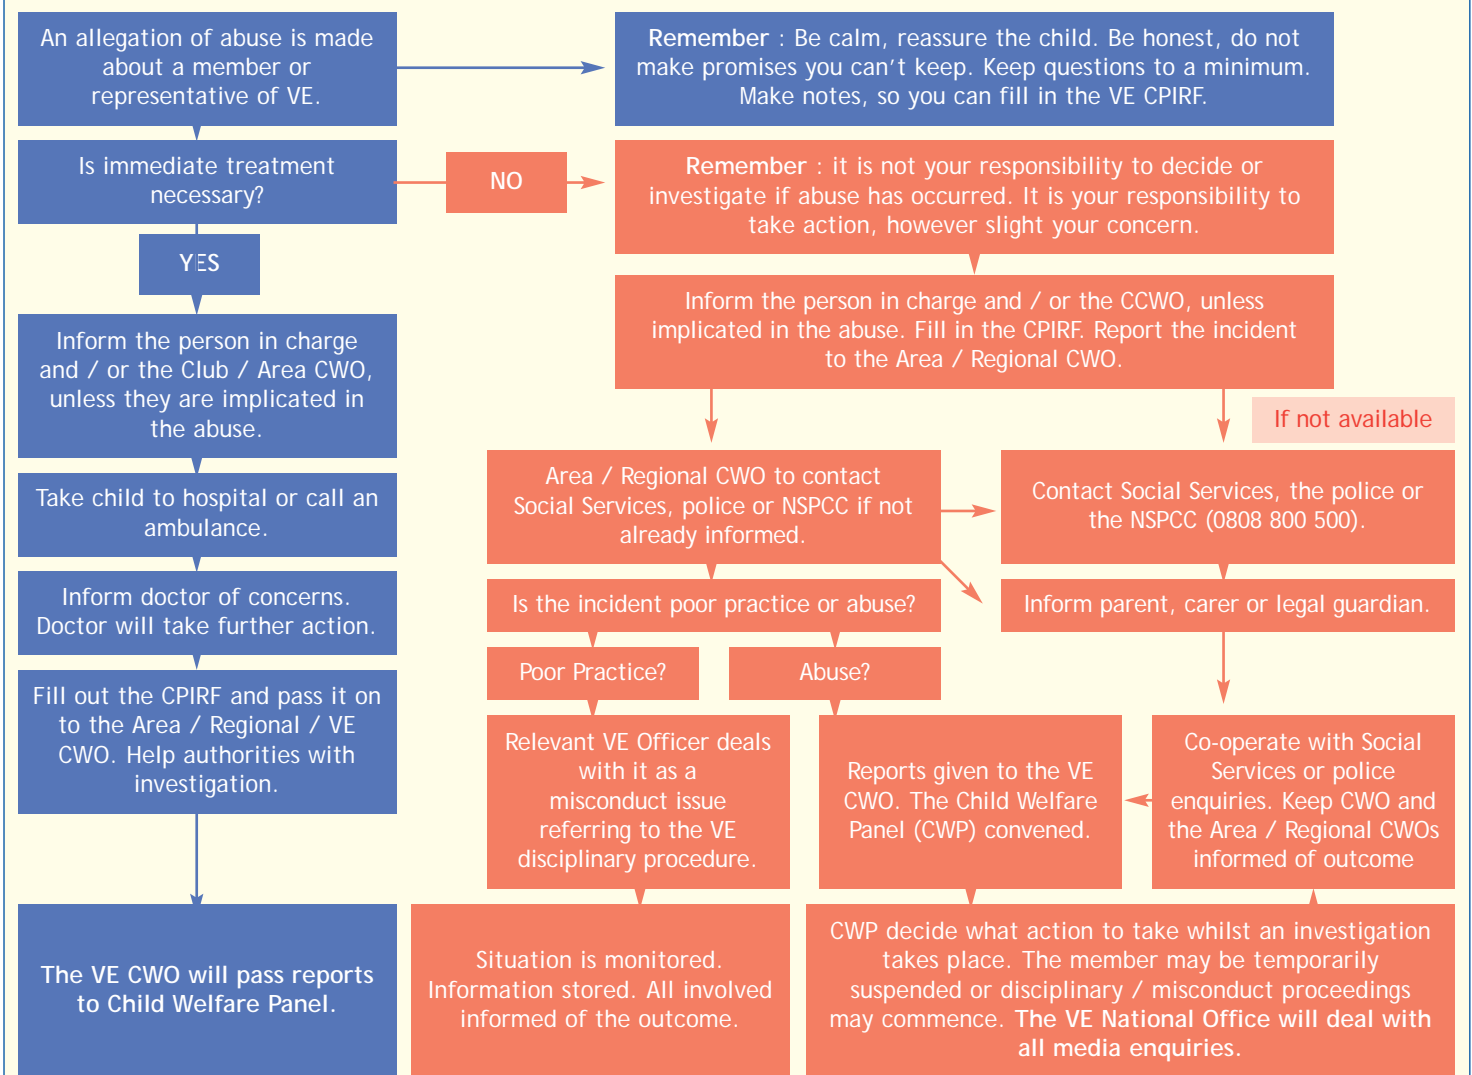 An allegation of abuse is made
about a member or
representative of VE.
Remember : Be calm, reassure the child. Be honest, do not
make promises you can't keep. Keep questions to a minimum.
Make notes, so you can fill in the VE CPIRF.
Is immediate treatment
necessary?
NO
Remember : it is not your responsibility to decide or
investigate if abuse has occurred. It is your responsibility to
take action, however slight your concern.
YES
Inform the person in charge
and / or the Club / Area CWO,
unless they are implicated in
the abuse.
Inform the person in charge and / or the CCWO, unless
implicated in the abuse. Fill in the CPIRF. Report the incident
to the Area / Regional CWO.
If not available
Take child to hospital or call an
ambulance.
Area / Regional CWO to contact
Social Services, police or NSPCC if not
already informed.
Contact Social Services, the police or
the NSPCC (0808 800 500).
Inform doctor of concerns.
Doctor will take further action.
Is the incident poor practice or abuse?
Inform parent, carer or legal guardian.
Poor Practice?
Abuse?
Fill out the CPIRF and pass it on
to the Area / Regional / VE
CWO. Help authorities with
investigation.
Relevant VE Officer deals
with it as a
misconduct issue
referring to the VE
disciplinary procedure.
Reports given to the VE
CWO. The Child Welfare
Panel (CWP) convened.
Co-operate with Social
Services or police
enquiries. Keep CWO and
the Area / Regional CWOs
informed of outcome
The VE CWO will pass reports
to Child Welfare Panel.
Situation is monitored.
Information stored. All involved
informed of the outcome.
CWP decide what action to take whilst an investigation
takes place. The member may be temporarily
suspended or disciplinary / misconduct proceedings
may commence. The VE National Office will deal with
all media enquiries.